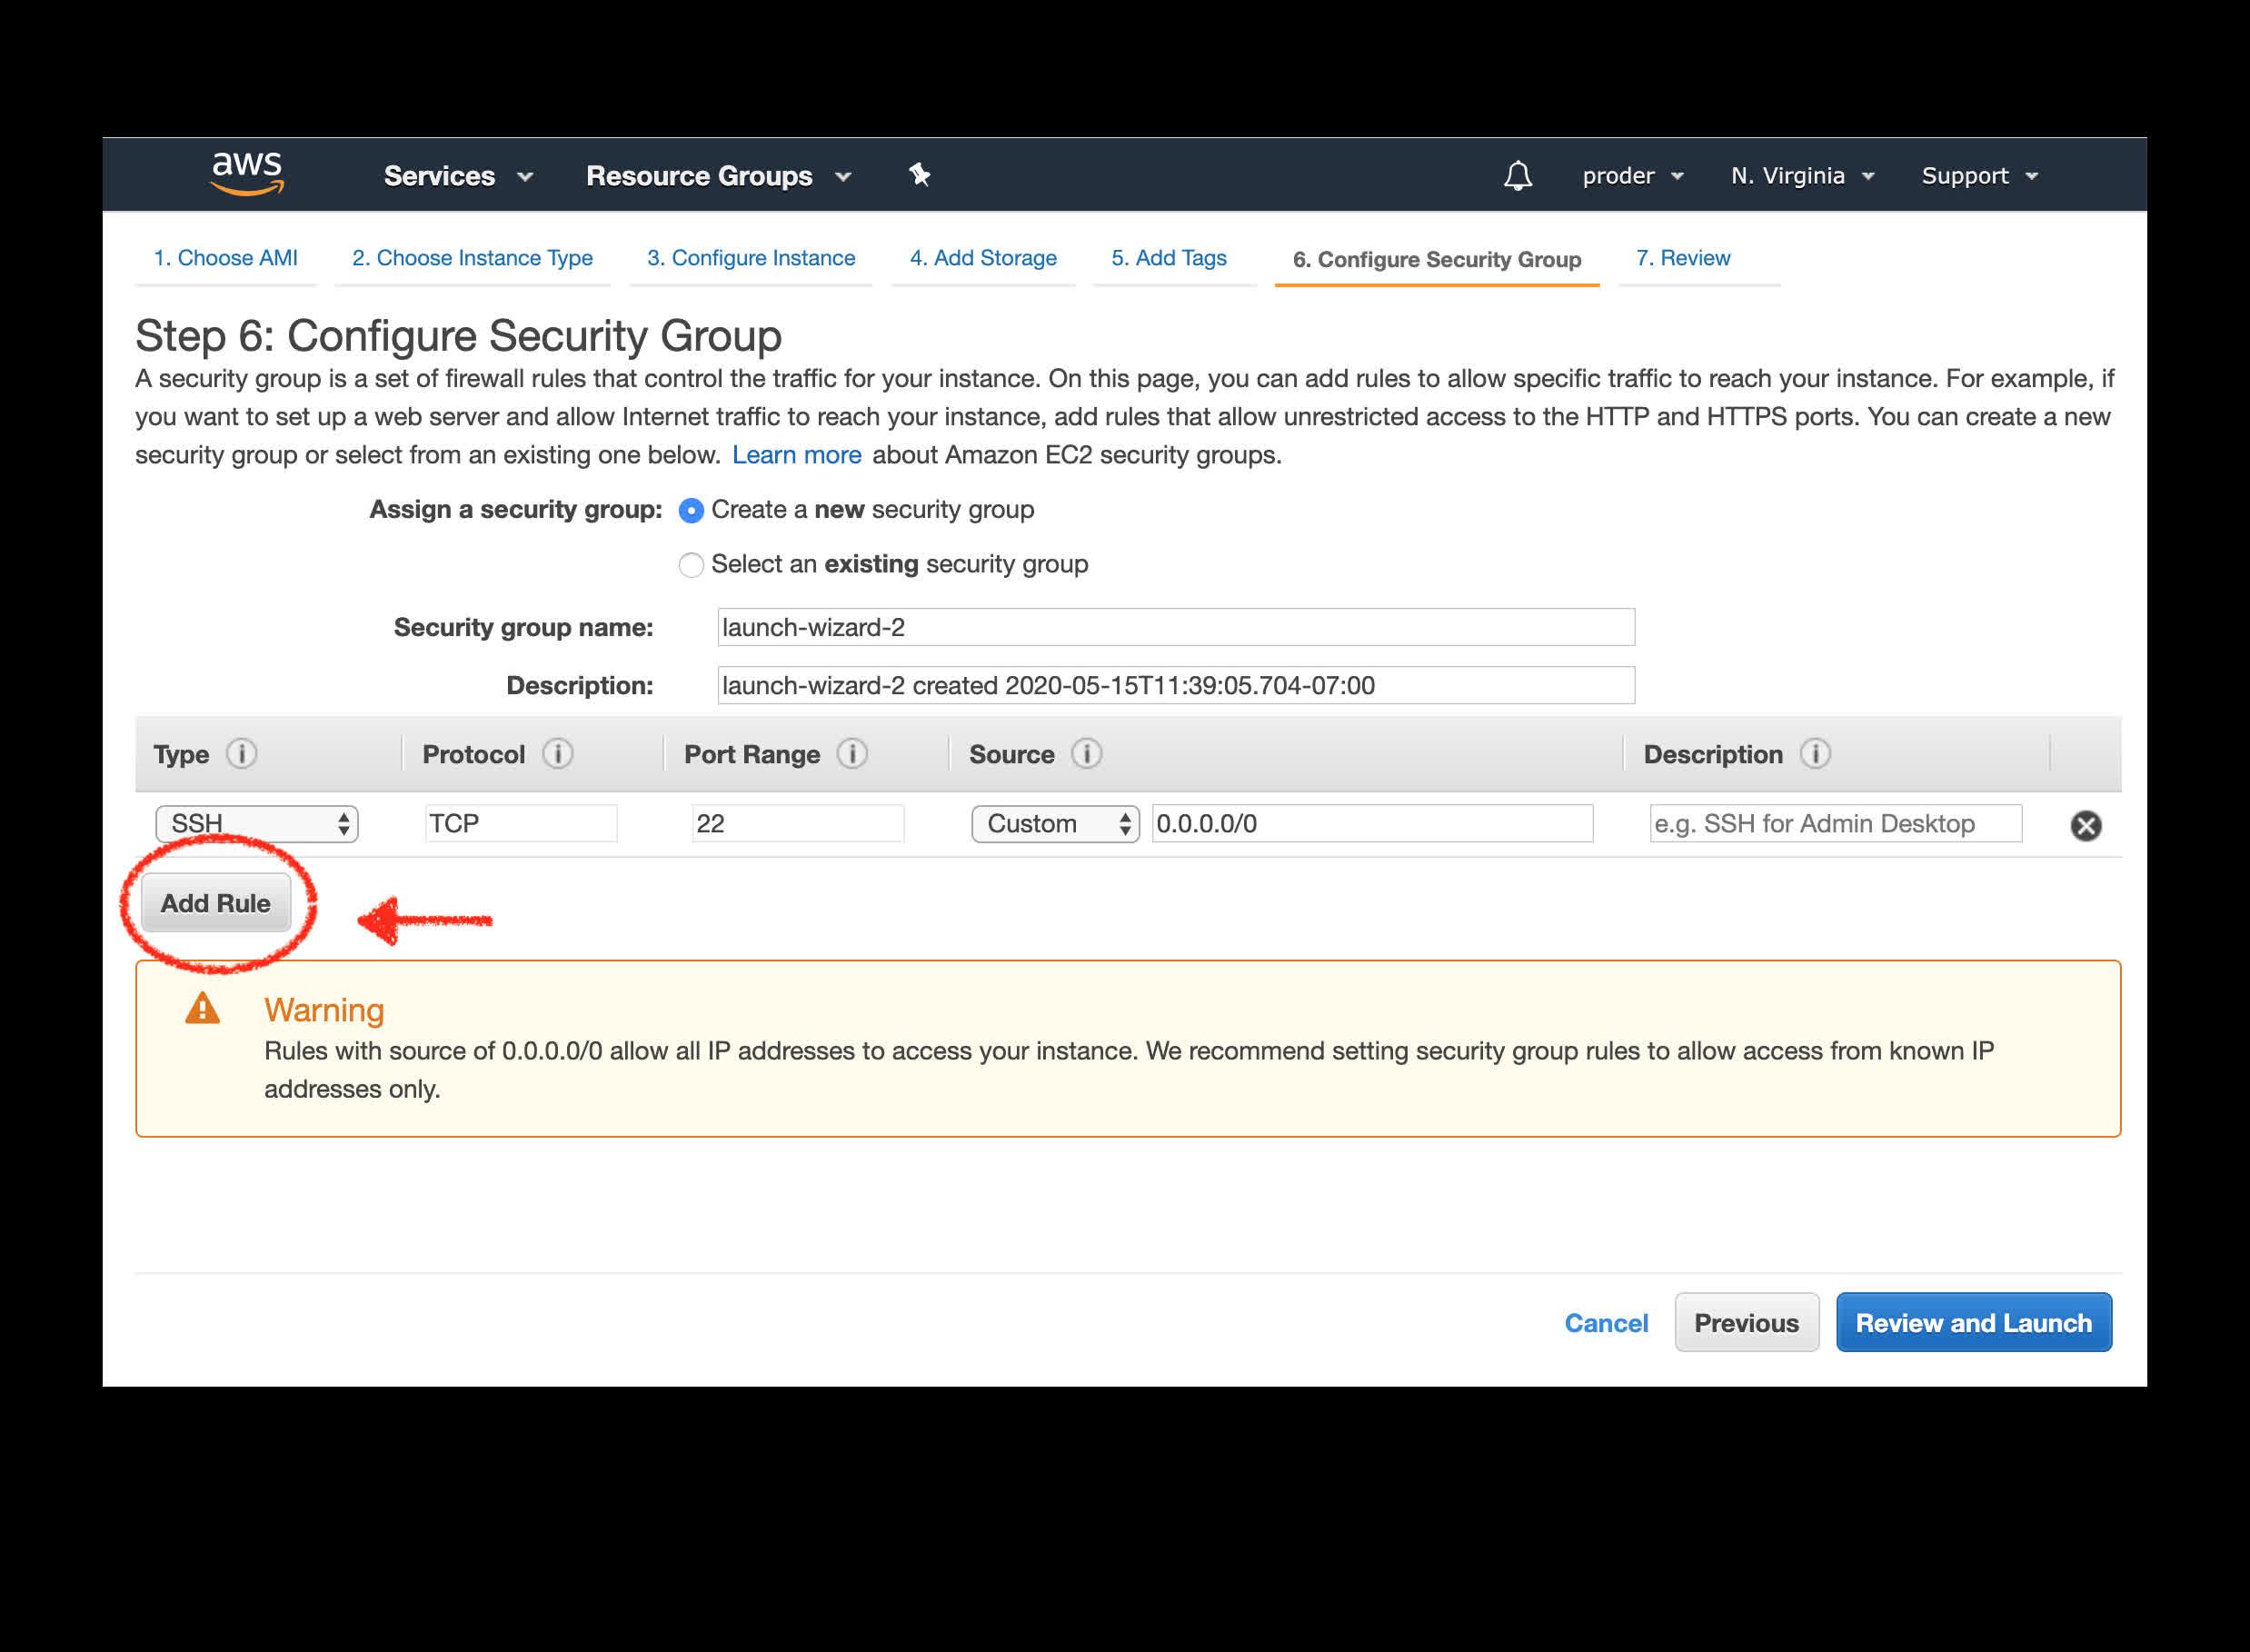 aws Services Resource Groups proder N. Virginia Support
1. Choose AMI 2. Choose Instance Type 3. Configure Instance 4. Add Storage 5. Add Tags 6. Configure Security Group 7. Review
Step 6: Configure Security Group
A security group is a set of firewall rules that control the traffic for your instance. On this page, you can add rules to allow specific traffic to reach your instance. For example, if
you want to set up a web server and allow Internet traffic to reach your instance, add rules that allow unrestricted access to the HTTP and HTTPS ports. You can create a new
security group or select from an existing one below. Learn more about Amazon EC2 security groups.
Assign a security group: Create a new security group
Select an existing security group
Security group name: launch-wizard-2
Description: launch-wizard-2 created 2020-05-15T11:39:05.704-07:00
Type i Protocol i Port Range i Source i Description i
SSH TCP 22 Custom 0.0.0.0/0 e.g. SSH for Admin Desktop
Add Rule
Warning
Rules with source of 0.0.0.0/0 allow all IP addresses to access your instance. We recommend setting security group rules to allow access from known IP
addresses only.
Cancel Previous Review and Launch